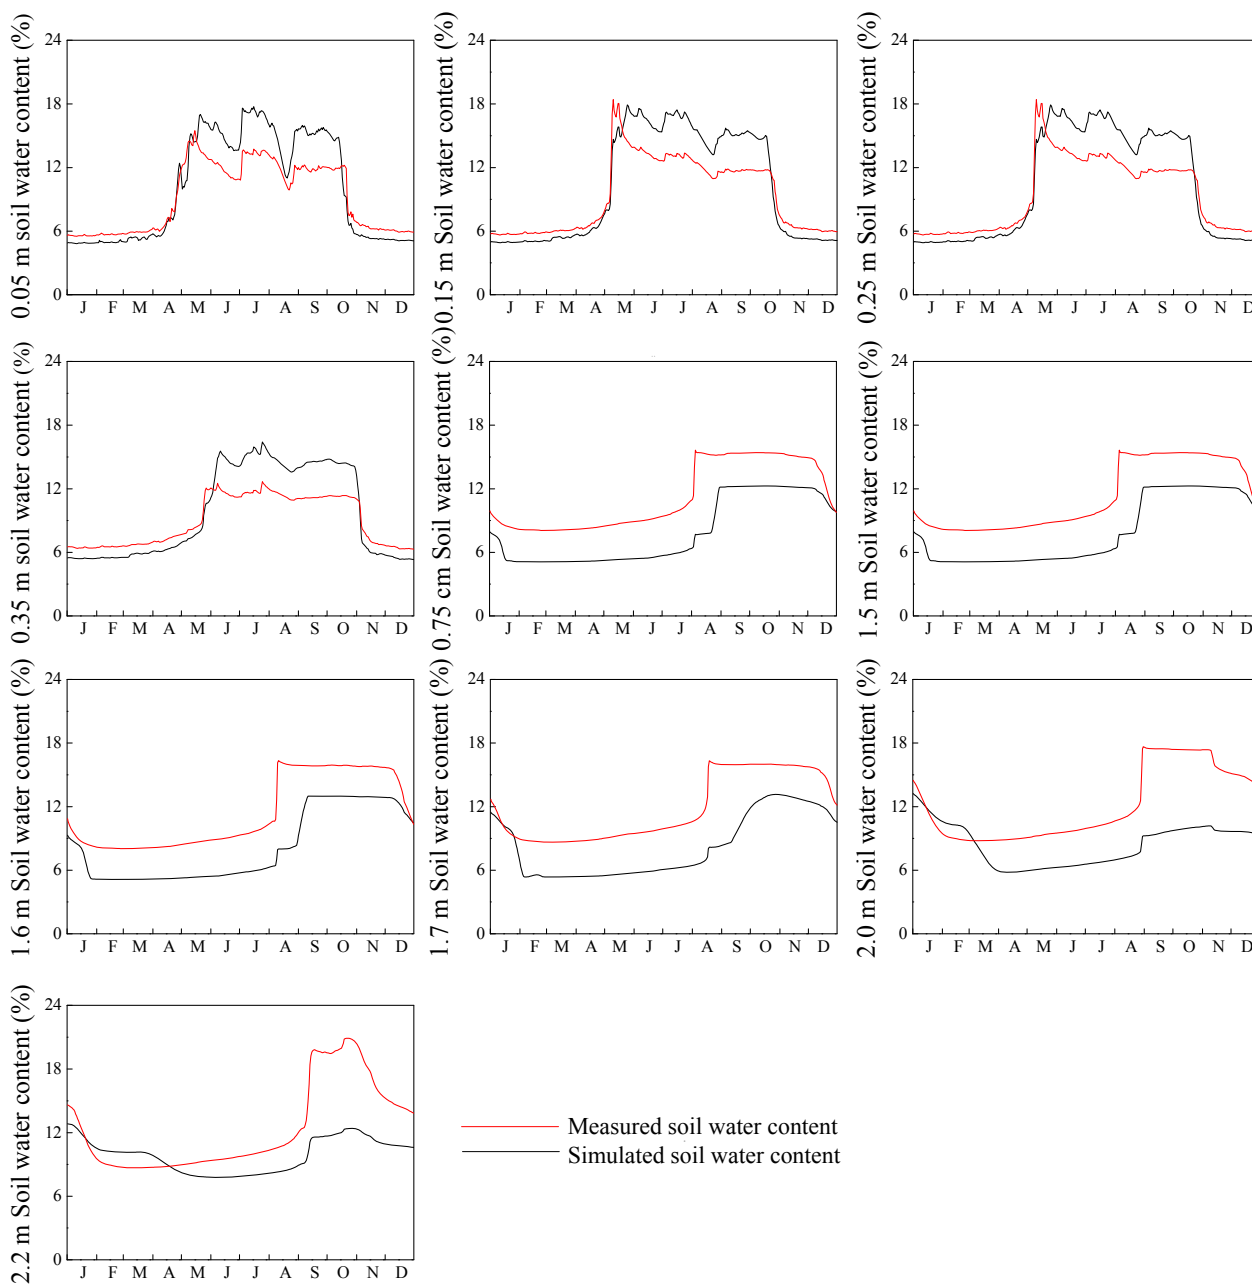 0.05 m soil water content (%)
24
18
12
6
0
J F M A M J J A S O N D
0.15 m Soil water content (%)
24
18
12
6
0
J F M A M J J A S O N D
0.25 m Soil water content (%)
24
18
12
6
0
J F M A M J J A S O N D
0.35 m soil water content (%)
24
18
12
6
0
J F M A M J J A S O N D
0.75 cm Soil water content (%)
24
18
12
6
0
J F M A M J J A S O N D
1.5 m Soil water content (%)
24
18
12
6
0
J F M A M J J A S O N D
1.6 m Soil water content (%)
24
18
12
6
0
J F M A M J J A S O N D
1.7 m Soil water content (%)
24
18
12
6
0
J F M A M J J A S O N D
2.0 m Soil water content (%)
24
18
12
6
0
J F M A M J J A S O N D
2.2 m Soil water content (%)
24
18
12
6
0
J F M A M J J A S O N D
Measured soil water content
Simulated soil water content